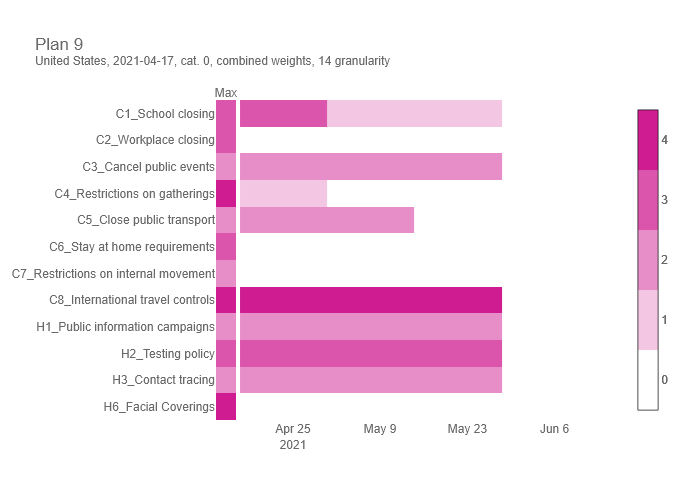 Plan 9
United States, 2021-04-17, cat. 0, combined weights, 14 granularity
Max
C1_School closing
C2_Workplace closing
C3_Cancel public events
C4_Restrictions on gatherings
C5_Close public transport
C6_Stay at home requirements
C7_Restrictions on internal movement
C8_International travel controls
H1_Public information campaigns
H2_Testing policy
H3_Contact tracing
H6_Facial Coverings
Apr 25 May 9 May 23 Jun 6
2021
4
3
2
1
0